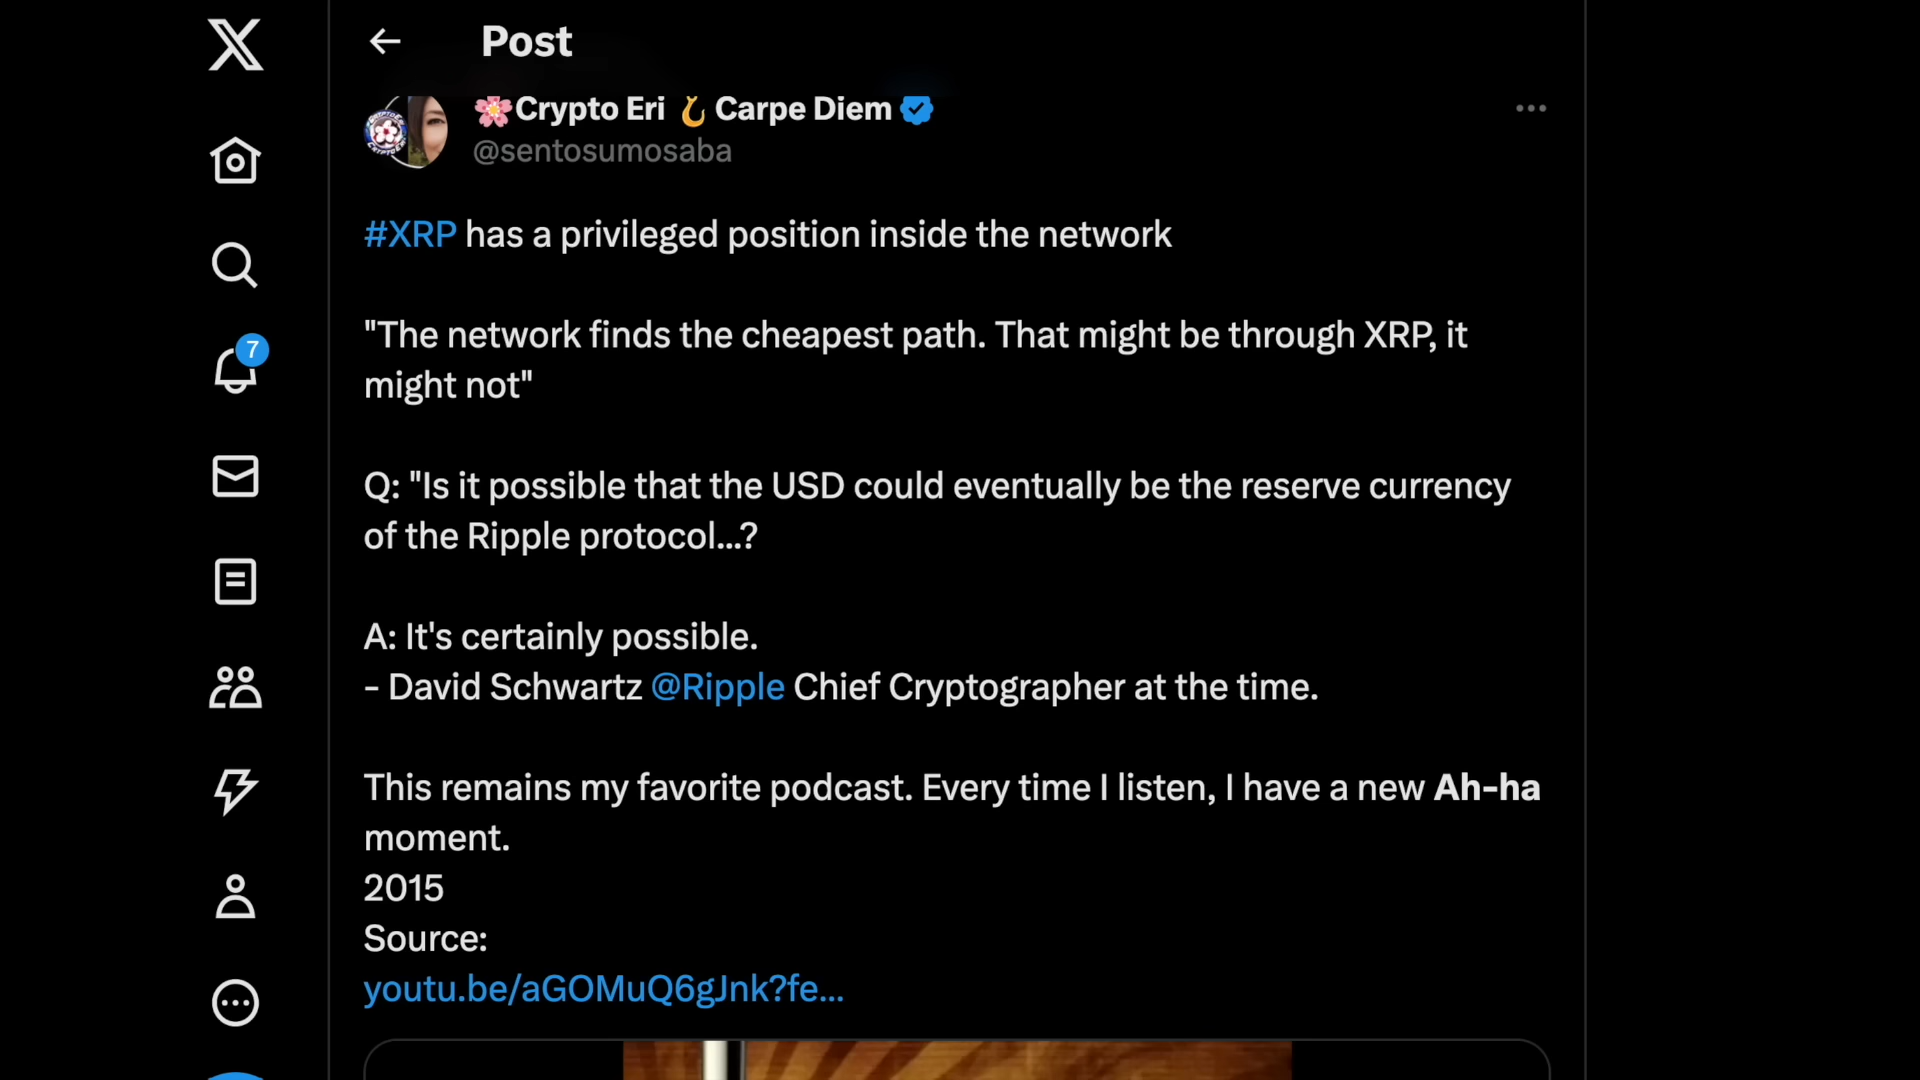 Post
🌸Crypto Eri 🪝Carpe Diem
@sentosumosaba
#XRP has a privileged position inside the network
"The network finds the cheapest path. That might be through XRP, it
might not"
Q: "Is it possible that the USD could eventually be the reserve currency
of the Ripple protocol...?
A: It's certainly possible.
- David Schwartz @Ripple Chief Cryptographer at the time.
This remains my favorite podcast. Every time I listen, I have a new Ah-ha
moment.
2015
Source:
youtu.be/aGOMuQ6gJnk?fe...
7